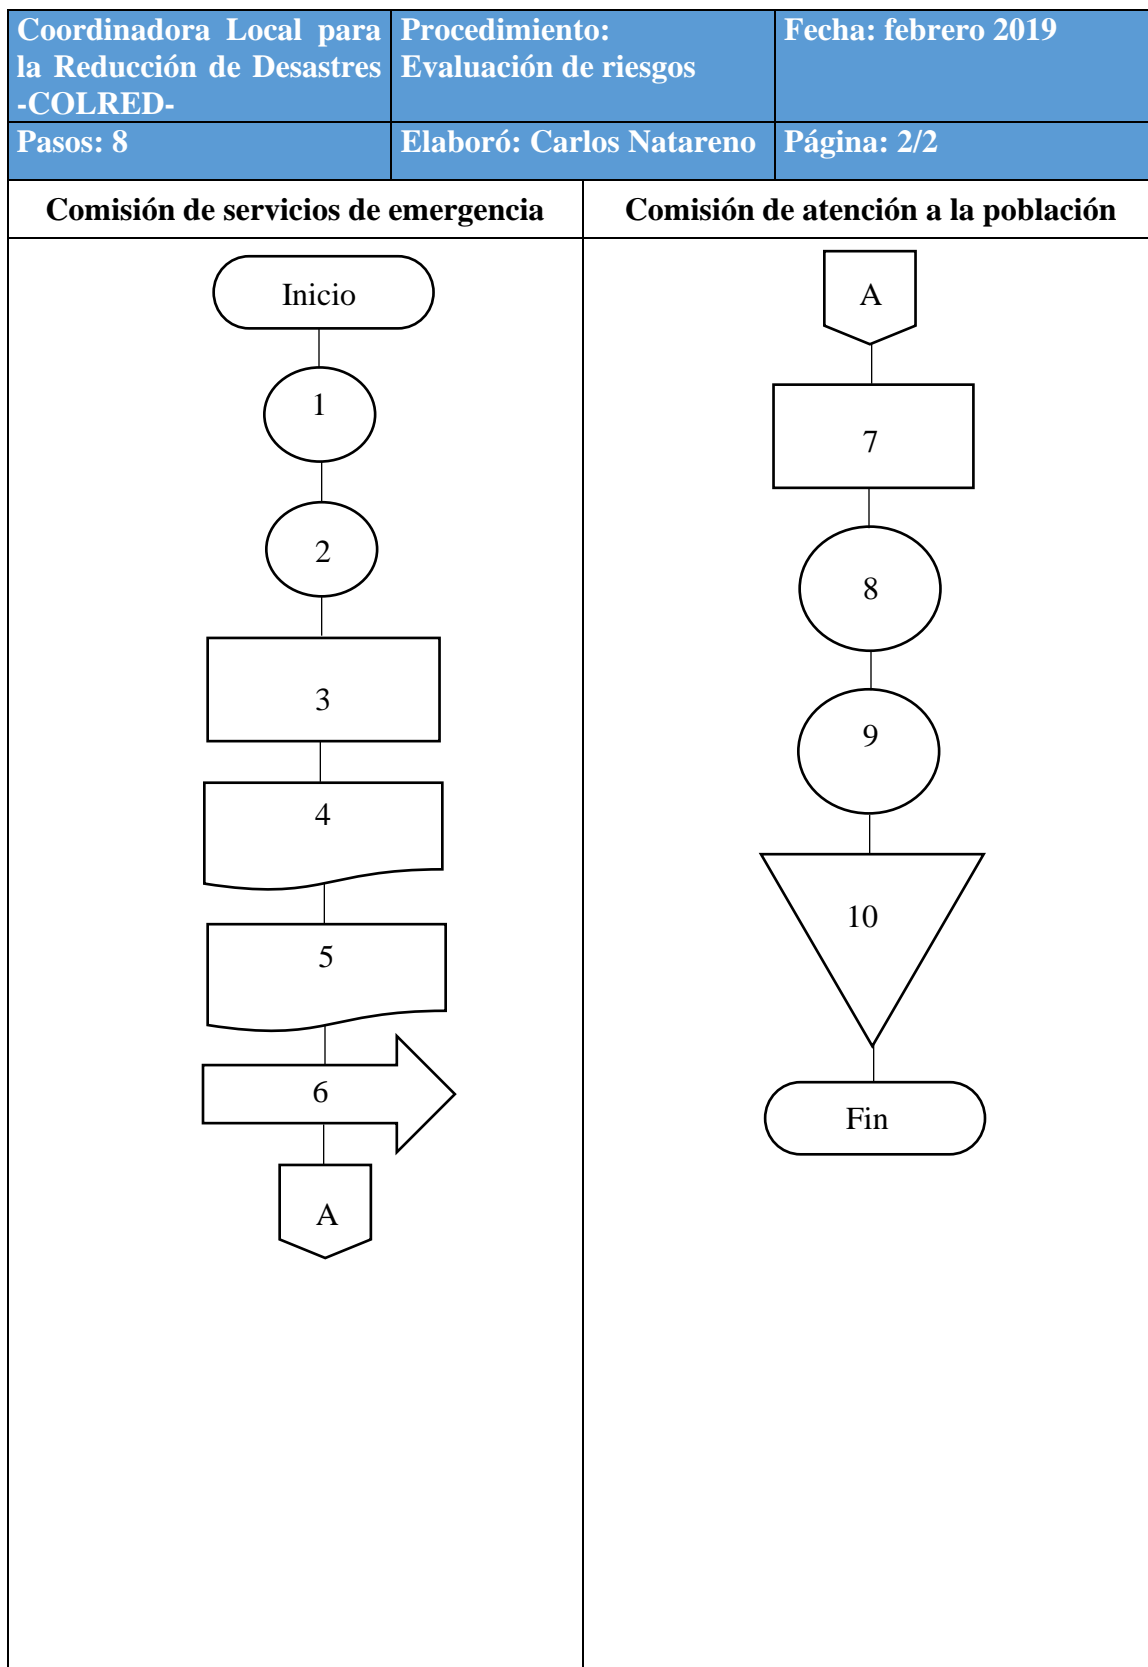 Coordinadora Local para
la Reducción de Desastres
-COLRED-
Procedimiento:
Evaluación de riesgos
Fecha: febrero 2019
Pasos: 8
Elaboró: Carlos Natareno
Página: 2/2
Comisión de servicios de emergencia
Comisión de atención a la población
Inicio
1
2
3
4
5
6
A
A
7
8
9
10
Fin